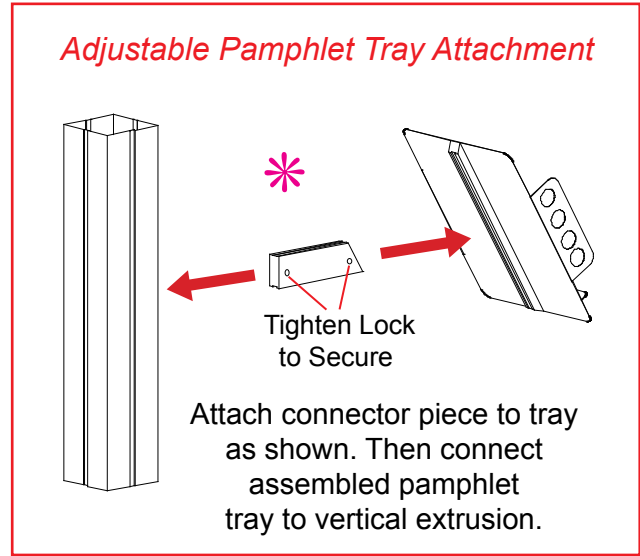 Adjustable Pamphlet Tray Attachment
Tighten Lock
to Secure
Attach connector piece to tray
as shown. Then connect
assembled pamphlet
tray to vertical extrusion.